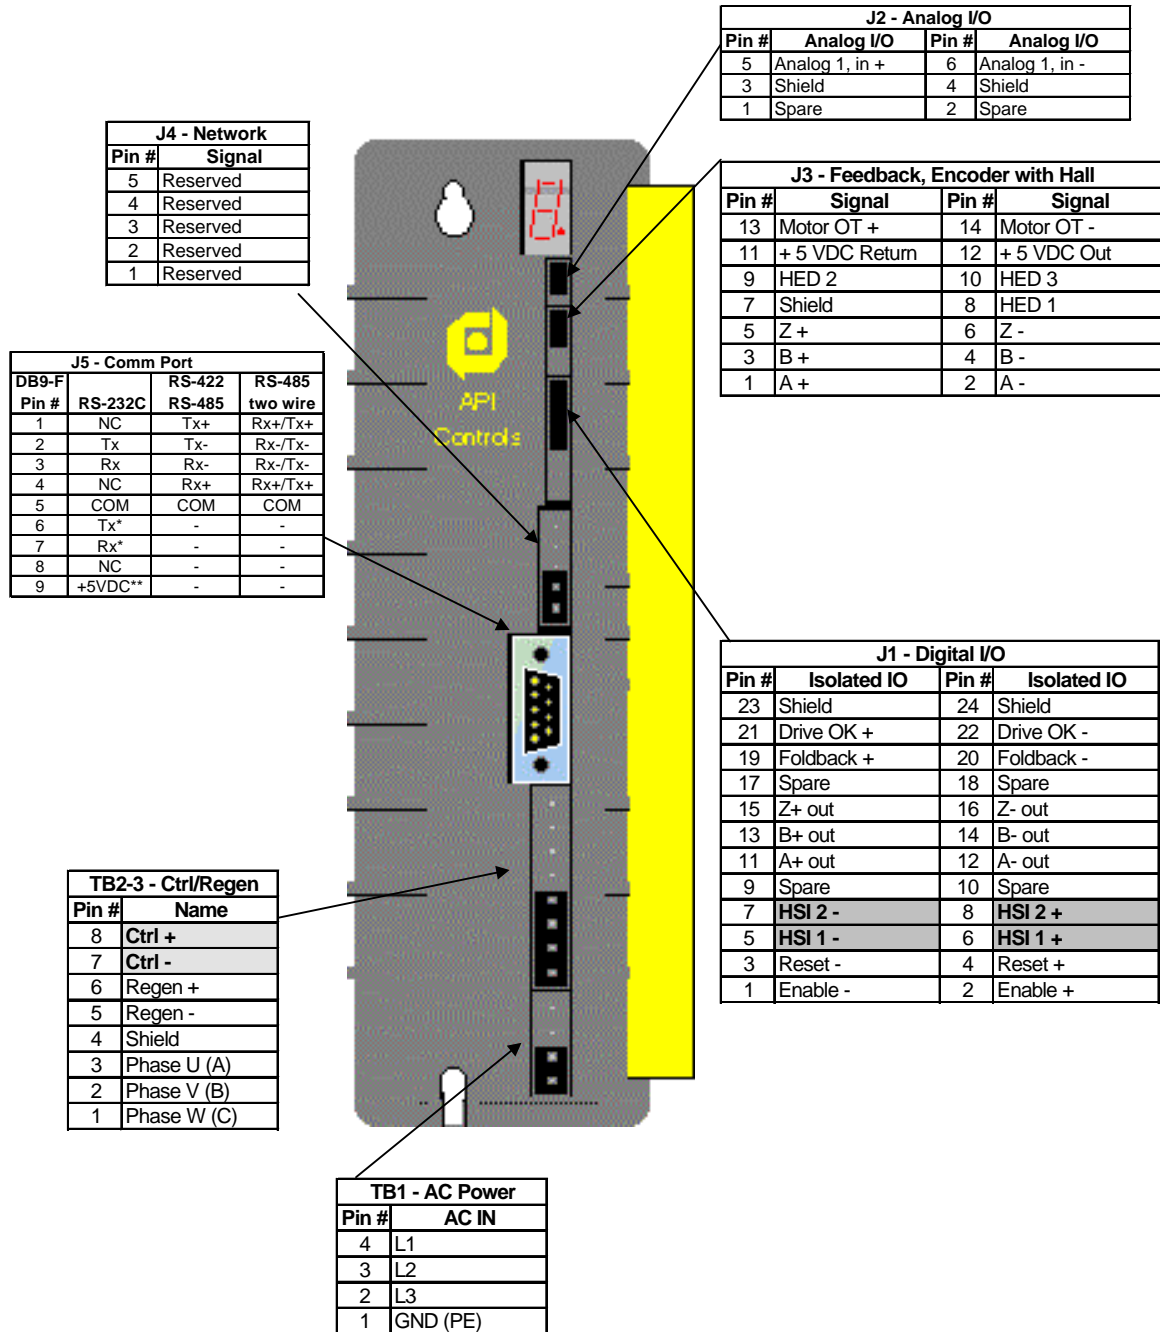 J2 - Analog I/O
Pin # Analog I/O Pin # Analog I/O
5 Analog 1, in + 6 Analog 1, in -
3 Shield 4 Shield
1 Spare 2 Spare
J4 - Network
Pin # Signal
5 Reserved
4 Reserved
3 Reserved
2 Reserved
1 Reserved
8.
J3 - Feedback, Encoder with Hall
Pin # Signal Pin # Signal
13 Motor OT + 14 Motor OT -
11 + 5 VDC Return 12 + 5 VDC Out
9 HED 2 10 HED 3
7 Shield 8 HED 1
5 Z + 6 Z -
3 B + 4 B -
1 A + 2 A -
API
Controls
J5 - Comm Port
DB9-F RS-422 RS-485
Pin # RS-232C RS-485 two wire
1 NC Tx+ Rx+/Tx+
2 Tx Tx- Rx-/Tx-
3 Rx Rx- Rx-/Tx-
4 NC Rx+ Rx+/Tx+
5 COM COM COM
6 Tx* - -
7 Rx* - -
8 NC - -
9 +5VDC** - -
J1 - Digital I/O
Pin # Isolated IO Pin # Isolated IO
23 Shield 24 Shield
21 Drive OK + 22 Drive OK -
19 Foldback + 20 Foldback -
17 Spare 18 Spare
15 Z+ out 16 Z- out
13 B+ out 14 B- out
11 A+ out 12 A- out
9 Spare 10 Spare
7 HSI 2 - 8 HSI 2 +
5 HSI 1 - 6 HSI 1 +
3 Reset - 4 Reset +
1 Enable - 2 Enable +
TB2-3 - Ctrl/Regen
Pin # Name
8 Ctrl +
7 Ctrl -
6 Regen +
5 Regen -
4 Shield
3 Phase U (A)
2 Phase V (B)
1 Phase W (C)
TB1 - AC Power
Pin # AC IN
4 L1
3 L2
2 L3
1 GND (PE)